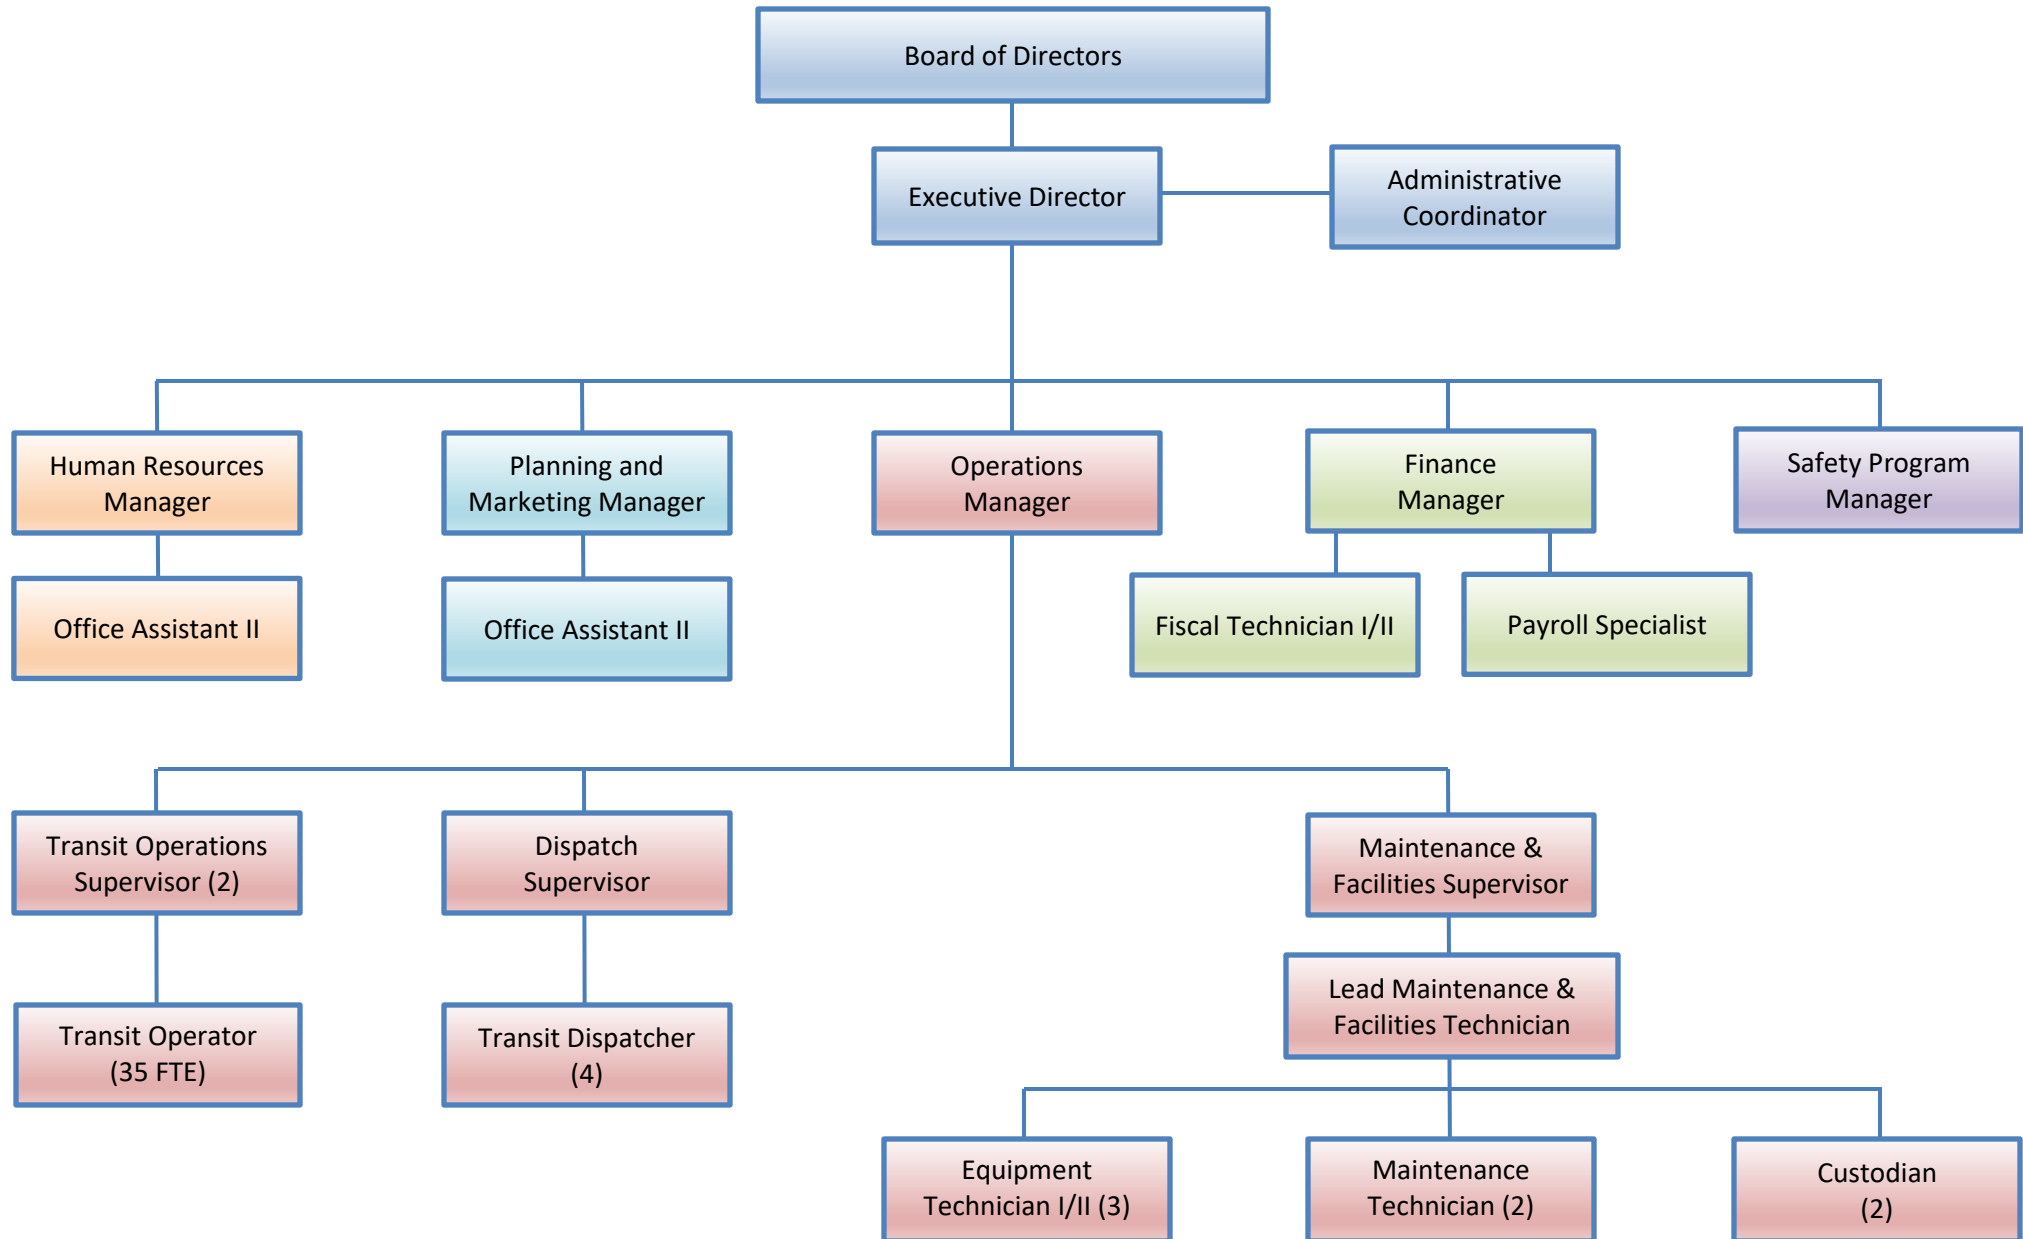 Board of Directors
Executive Director
Administrative
Coordinator
Human Resources
Manager
Planning and
Marketing Manager
Operations
Manager
Finance
Manager
Safety Program
Manager
Office Assistant II
Office Assistant II
Fiscal Technician I/II
Payroll Specialist
Transit Operations
Supervisor (2)
Dispatch
Supervisor
Maintenance &
Facilities Supervisor
Lead Maintenance &
Facilities Technician
Transit Operator
(35 FTE)
Transit Dispatcher
(4)
Equipment
Technician I/II (3)
Maintenance
Technician (2)
Custodian
(2)